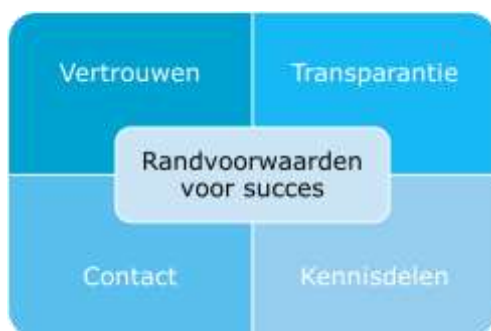 Vertrouwen
Transparantie
Randvoorwaarden
voor succes
Contact
Kennisdelen